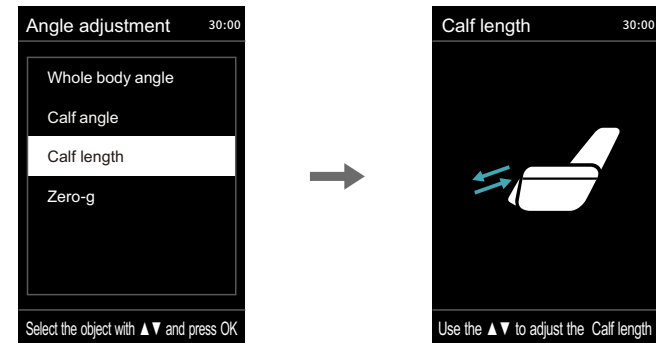 Angle adjustment 30:00
Whole body angle
Calf angle
Calf length
Zero-g
Select the object with ▲▼ and press OK
Calf length 30:00
Use the ▲▼ to adjust the Calf length